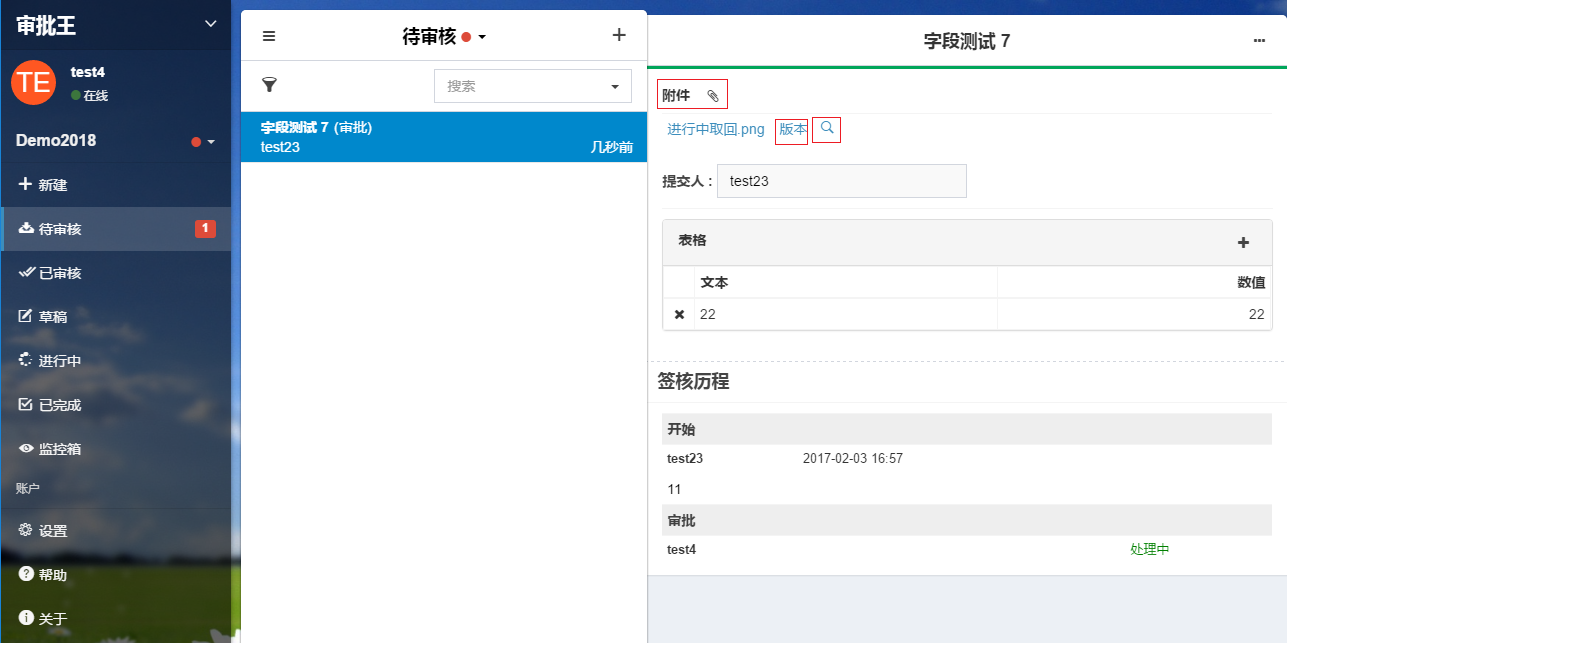 审批王
TE
test4
在线
Demo2018
新建
待审核 1
已审核
草稿
进行中
已完成
监控箱
账户
设置
帮助
关于
待审核
搜索
字段测试 7 (审批)
test23 几秒前
字段测试 7
附件
进行中取回.png 版本
提交人 : test23
表格
文本 数值
22 22
签核历程
开始
test23 2017-02-03 16:57
11
审批
test4 处理中